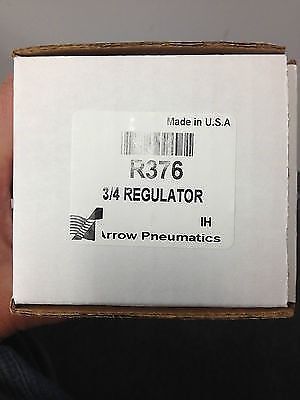 Made in U.S.A
R376
3/4 REGULATOR
IH
Arrow Pneumatics